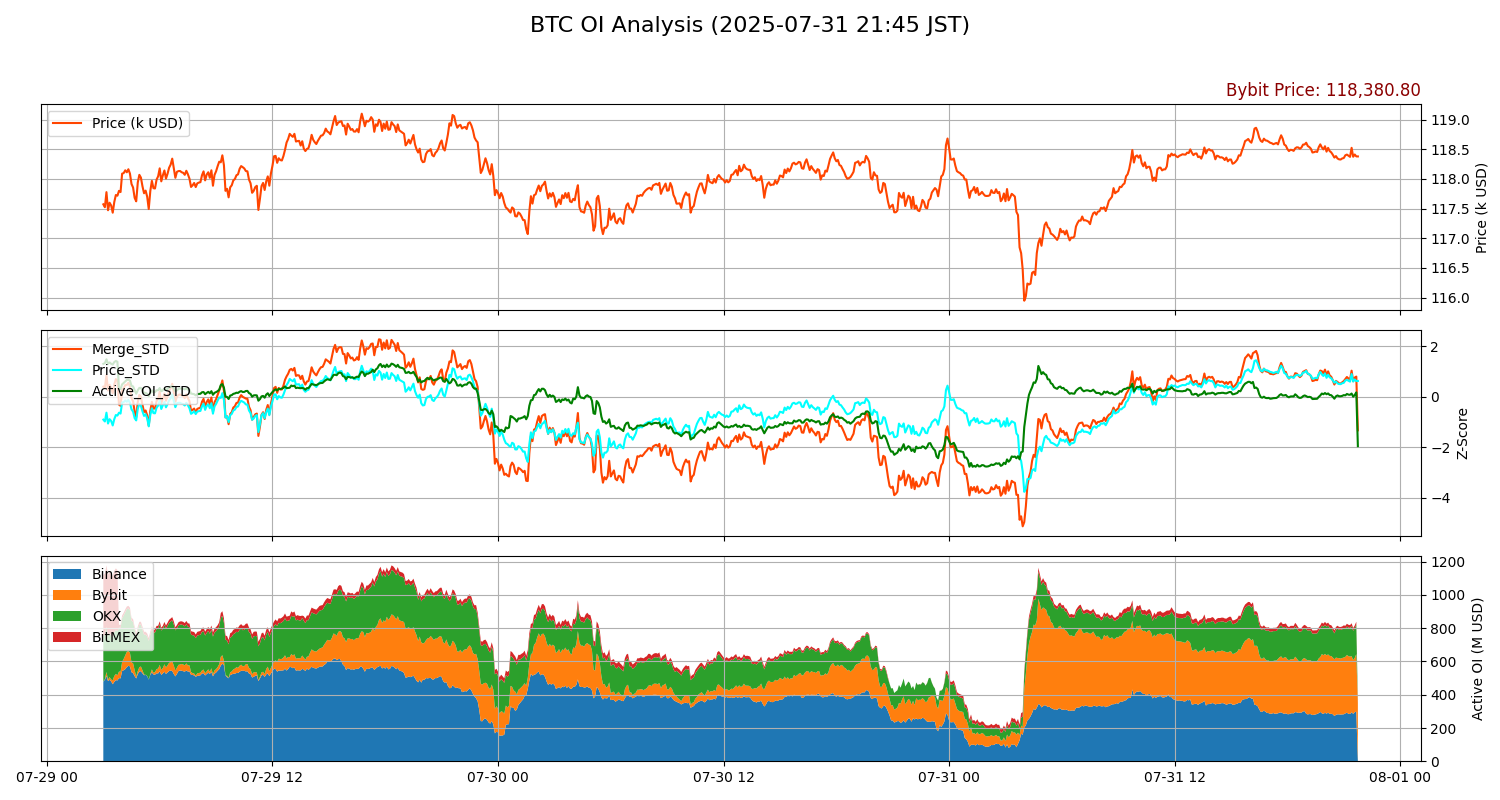 BTC OI Analysis (2025-07-31 21:45 JST)
Bybit Price: 118,380.80
Price (k USD)
119.0
118.5
118.0
117.5
117.0
116.5
116.0
Price (k USD)
Merge_STD
Price_STD
Active_OI_STD
2
0
−2
−4
Z-Score
Binance
Bybit
OKX
BitMEX
1200
1000
800
600
400
200
0
Active OI (M USD)
07-29 00
07-29 12
07-30 00
07-30 12
07-31 00
07-31 12
08-01 00